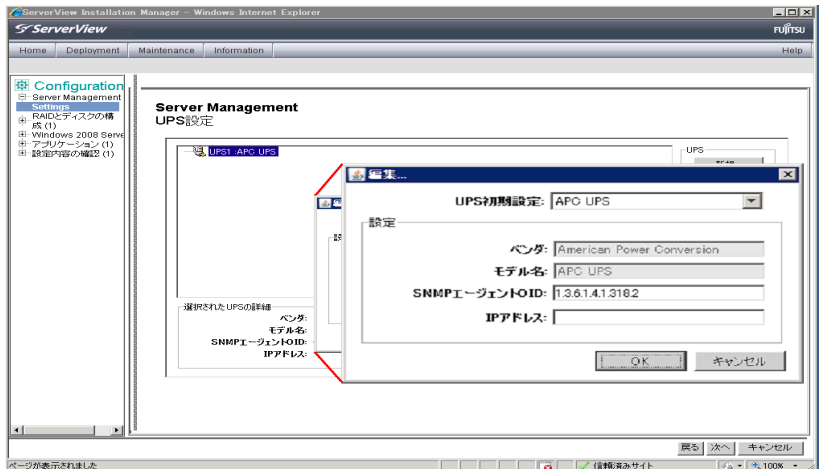 ServerView Installation Manager - Windows Internet Explorer
ServerView
FUJITSU
Home Deployment Maintenance Information Help
Configuration
Server Management
Settings
RAIDとディスクの構
成 (1)
Windows 2008 Serve
アプリケーション (1)
設定内容の確認 (1)
Server Management
UPS設定
UPS1 :APC UPS
UPS
編集...
UPS初期設定: APC UPS
設定
ベンダ: American Power Conversion
モデル名: APC UPS
SNMPエージェントOID: 1.3.6.1.4.1.318.2
IPアドレス:
OK キャンセル
選択されたUPSの詳細
ベンダ:
モデル名:
SNMPエージェントOID:
IPアドレス:
戻る 次へ キャンセル
ページが表示されました 信頼済みサイト 100%